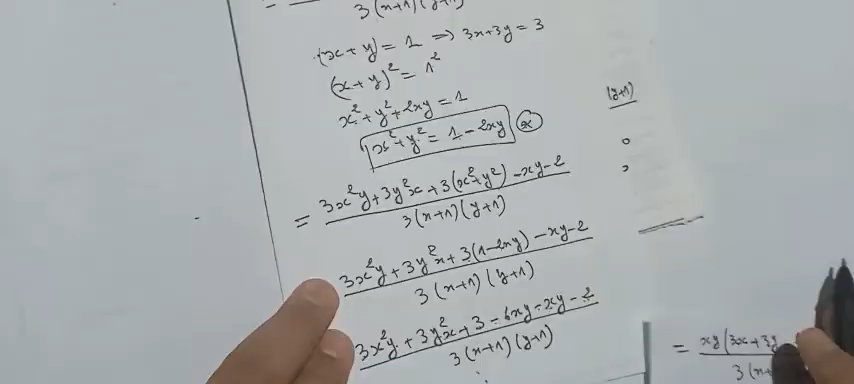 3(x+1)(y+1)
(x+y) = 1 ⇒ 3x+3y = 3
(x+y)² = 1²
x² + y² + 2xy = 1
x² + y² = 1 - 2xy (*)
(y+1)
= 3x²y + 3y²x + 3(x²+y²) - xy - 2
3(x+1)(y+1)
3x²y + 3y²x + 3(1-2xy) - xy - 2
3(x+1)(y+1)
3x²y + 3y²x + 3 - 6xy - xy - 2
3(x+1)(y+1)
= xy(3x+3y
3(x+